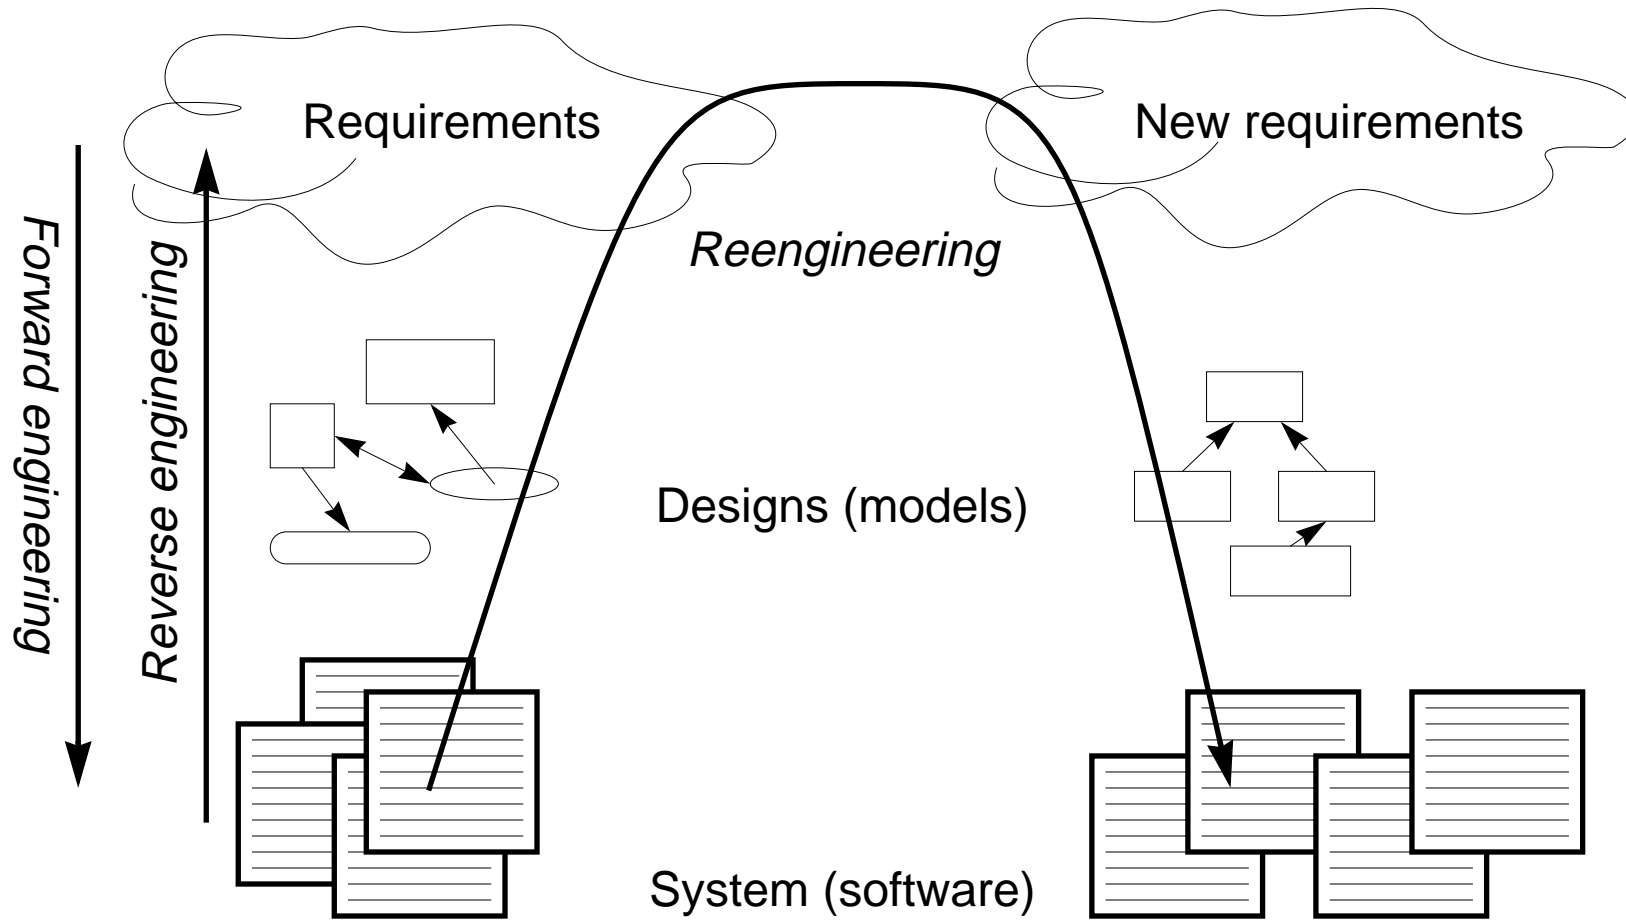 Requirements
New requirements
Forward engineering
Reverse engineering
Reengineering
Designs (models)
System (software)